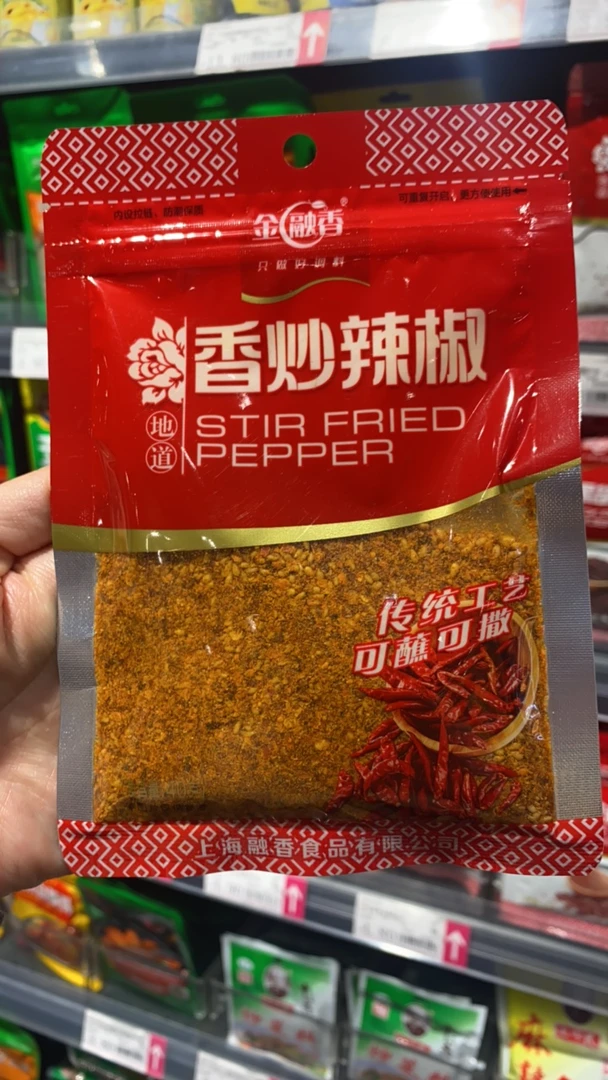 内设拉链,防潮保质
可重复开启,更方便使用
金融香®
只做好调料
香炒辣椒
地道
STIR FRIED
PEPPER
传统工艺
可蘸可撒
上海融香食品有限公司